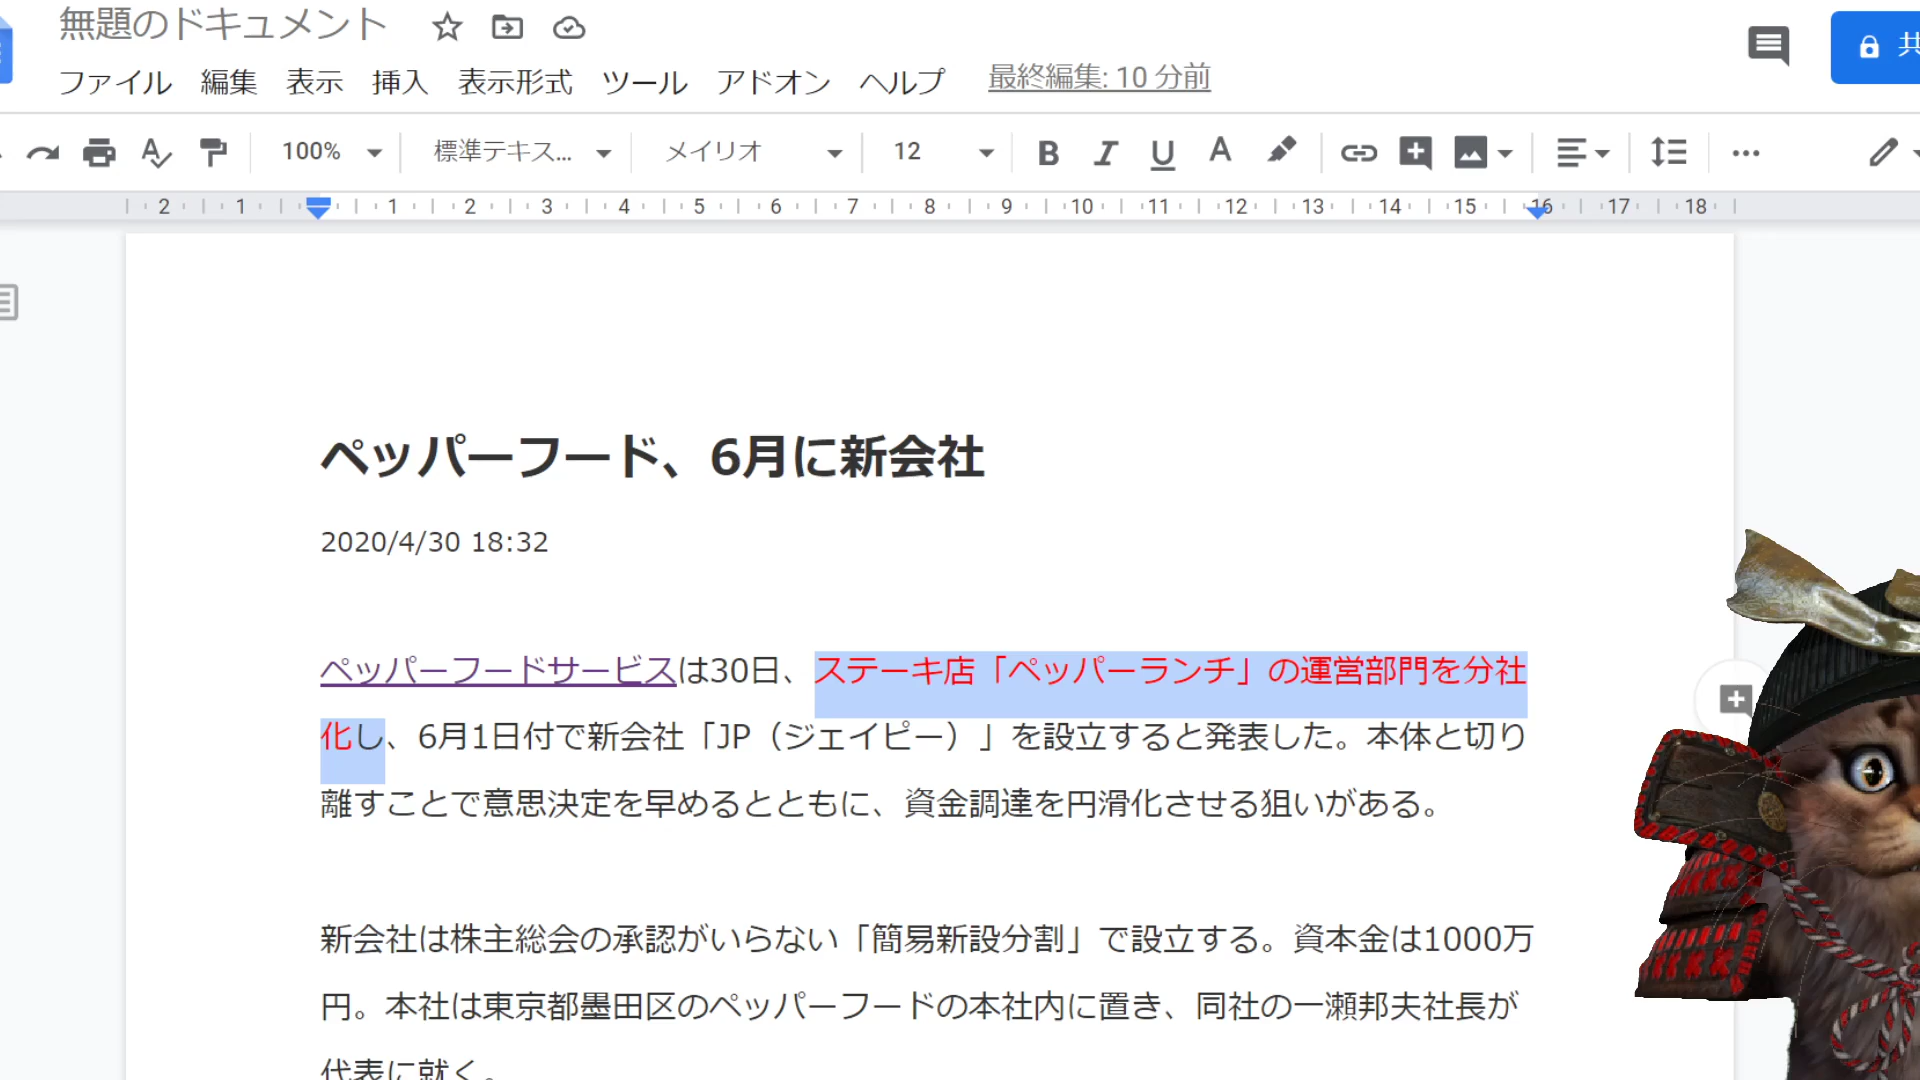 無題のドキュメント
ファイル 編集 表示 挿入 表示形式 ツール アドオン ヘルプ 最終編集: 10 分前
共
100% 標準テキス... メイリオ 12 B I U A
2 1 1 2 3 4 5 6 7 8 9 10 11 12 13 14 15 16 17 18
ペッパーフード、6月に新会社
2020/4/30 18:32
ペッパーフードサービスは30日、ステーキ店「ペッパーランチ」の運営部門を分社
化し、6月1日付で新会社「JP（ジェイピー）」を設立すると発表した。本体と切り
離すことで意思決定を早めるとともに、資金調達を円滑化させる狙いがある。
新会社は株主総会の承認がいらない「簡易新設分割」で設立する。資本金は1000万
円。本社は東京都墨田区のペッパーフードの本社内に置き、同社の一瀬邦夫社長が
代表に就く。